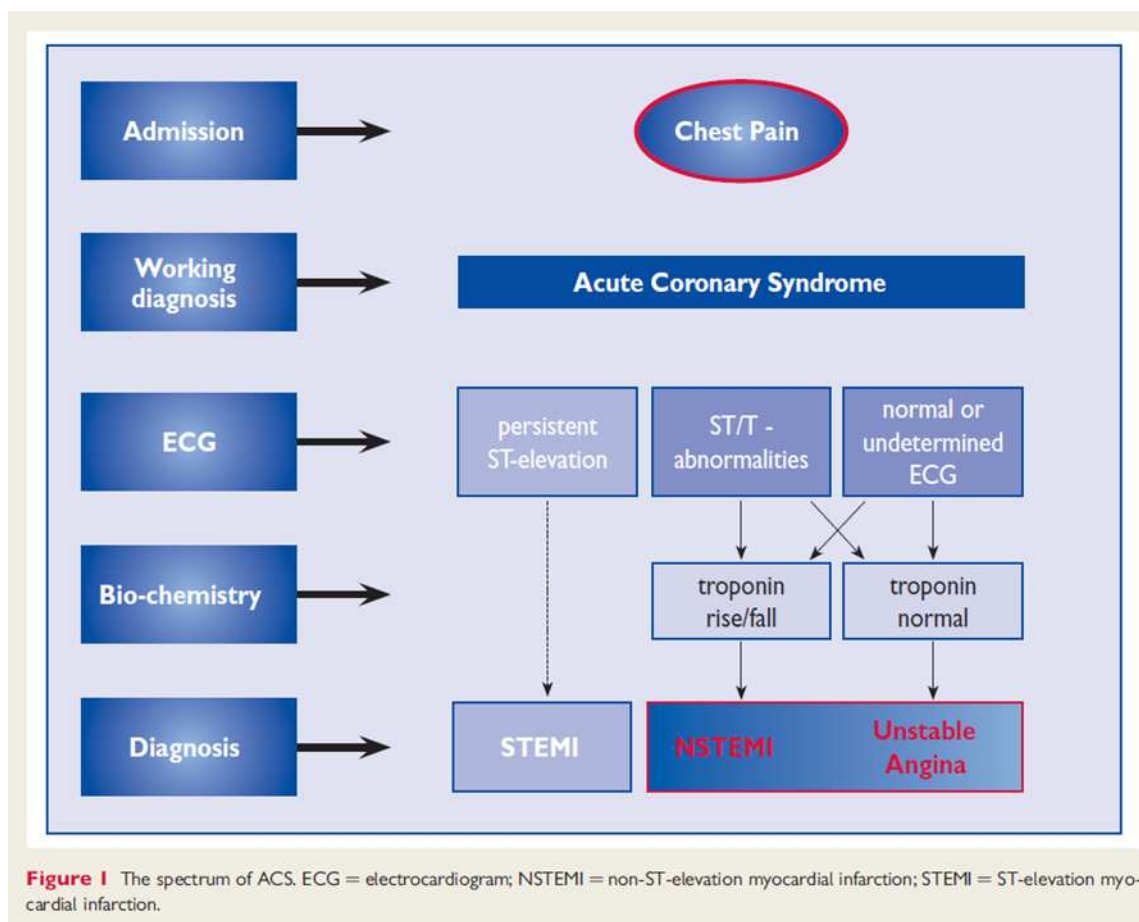 Admission
Chest Pain
Working
diagnosis
Acute Coronary Syndrome
ECG
persistent
ST-elevation
ST/T -
abnormalities
normal or
undetermined
ECG
Bio-chemistry
troponin
rise/fall
troponin
normal
Diagnosis
STEMI
NSTEMI
Unstable
Angina
Figure 1 The spectrum of ACS. ECG = electrocardiogram; NSTEMI = non-ST-elevation myocardial infarction; STEMI = ST-elevation myo-
cardial infarction.